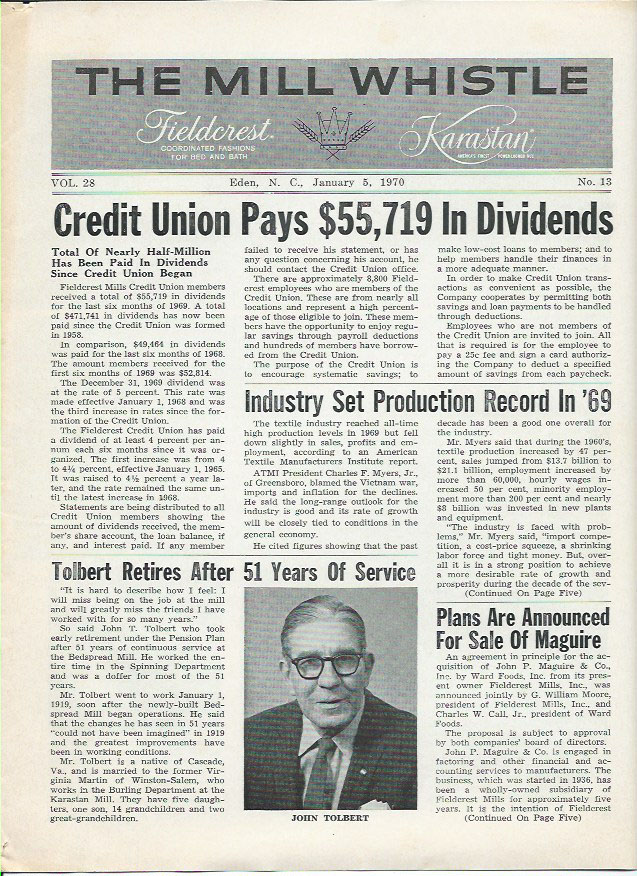 THE MILL WHISTLE
Fieldcrest®
COORDINATED FASHIONS
FOR BED AND BATH
Karastan®
VOL. 28
Eden, N. C., January 5, 1970
No. 13
Credit Union Pays $55,719 In Dividends
Total Of Nearly Half-Million
Has Been Paid In Dividends
Since Credit Union Began
Fieldcrest Mills Credit Union members
received a total of $55,719 in dividends
for the last six months of 1969. A total
of $471,741 in dividends has now been
paid since the Credit Union was formed
in 1958.
In comparison, $49,464 in dividends
was paid for the last six months of 1968.
The amount members received for the
first six months of 1969 was $52,814.
The December 31, 1969 dividend was
at the rate of 5 percent. This rate was
made effective January 1, 1968 and was
the third increase in rates since the for-
mation of the Credit Union.
The Fieldcrest Credit Union has paid
a dividend of at least 4 percent per an-
num each six months since it was or-
ganized. The first increase was from 4
to 4¼ percent, effective January 1, 1965.
It was raised to 4½ percent a year la-
ter, and the rate remained the same un-
til the latest increase in 1968.
Statements are being distributed to all
Credit Union members showing the
amount of dividends received, the mem-
ber's share account, the loan balance, if
any, and interest paid. If any member
failed to receive his statement, or has
any question concerning his account, he
should contact the Credit Union office.
There are approximately 8,800 Field-
crest employees who are members of the
Credit Union. These are from nearly all
locations and represent a high percent-
age of those eligible to join. These mem-
bers have the opportunity to enjoy regu-
lar savings through payroll deductions
and hundreds of members have borrow-
ed from the Credit Union.
The purpose of the Credit Union is
to encourage systematic savings; to
make low-cost loans to members; and to
help members handle their finances in
a more adequate manner.
In order to make Credit Union trans-
actions as convenient as possible, the
Company cooperates by permitting both
savings and loan payments to be handled
through deductions.
Employees who are not members of
the Credit Union are invited to join. All
that is required is for the employee to
pay a 25c fee and sign a card authoriz-
ing the Company to deduct a specified
amount of savings from each paycheck.
Industry Set Production Record In '69
The textile industry reached all-time
high production levels in 1969 but fell
down slightly in sales, profits and em-
ployment, according to an American
Textile Manufacturers Institute report.
ATMI President Charles F. Myers, Jr.,
of Greensboro, blamed the Vietnam war,
imports and inflation for the declines.
He said the long-range outlook for the
industry is good and its rate of growth
will be closely tied to conditions in the
general economy.
He cited figures showing that the past
decade has been a good one overall for
the industry.
Mr. Myers said that during the 1960's,
textile production increased by 47 per-
cent, sales jumped from $13.7 billion to
$21.1 billion, employment increased by
more than 60,000, hourly wages in-
creased 50 per cent, minority employ-
ment more than 200 per cent and nearly
$8 billion was invested in new plants
and equipment.
"The industry is faced with prob-
lems," Mr. Myers said, "import compe-
tition, a cost-price squeeze, a shrinking
labor force and tight money. But, over-
all it is in a strong position to achieve
a more desirable rate of growth and
prosperity during the decade of the sev-
(Continued On Page Five)
Tolbert Retires After 51 Years Of Service
"It is hard to describe how I feel: I
will miss being on the job at the mill
and will greatly miss the friends I have
worked with for so many years."
So said John T. Tolbert who took
early retirement under the Pension Plan
after 51 years of continuous service at
the Bedspread Mill. He worked the en-
tire time in the Spinning Department
and was a doffer for most of the 51
years.
Mr. Tolbert went to work January 1,
1919, soon after the newly-built Bed-
spread Mill began operations. He said
that the changes he has seen in 51 years
"could not have been imagined" in 1919
and the greatest improvements have
been in working conditions.
Mr. Tolbert is a native of Cascade,
Va., and is married to the former Vir-
ginia Martin of Winston-Salem, who
works in the Burling Department at the
Karastan Mill. They have five daugh-
ters, one son, 14 grandchildren and two
great-grandchildren.
JOHN TOLBERT
Plans Are Announced
For Sale Of Maguire
An agreement in principle for the ac-
quisition of John P. Maguire & Co.,
Inc. by Ward Foods, Inc. from its pres-
ent owner Fieldcrest Mills, Inc., was
announced jointly by G. William Moore,
president of Fieldcrest Mills, Inc., and
Charles W. Call, Jr., president of Ward
Foods.
The proposal is subject to approval
by both companies' board of directors.
John P. Maguire & Co. is engaged in
factoring and other financial and ac-
counting services to manufacturers. The
business, which was started in 1936, has
been a wholly-owned subsidiary of
Fieldcrest Mills for approximately five
years. It is the intention of Fieldcrest
(Continued On Page Five)